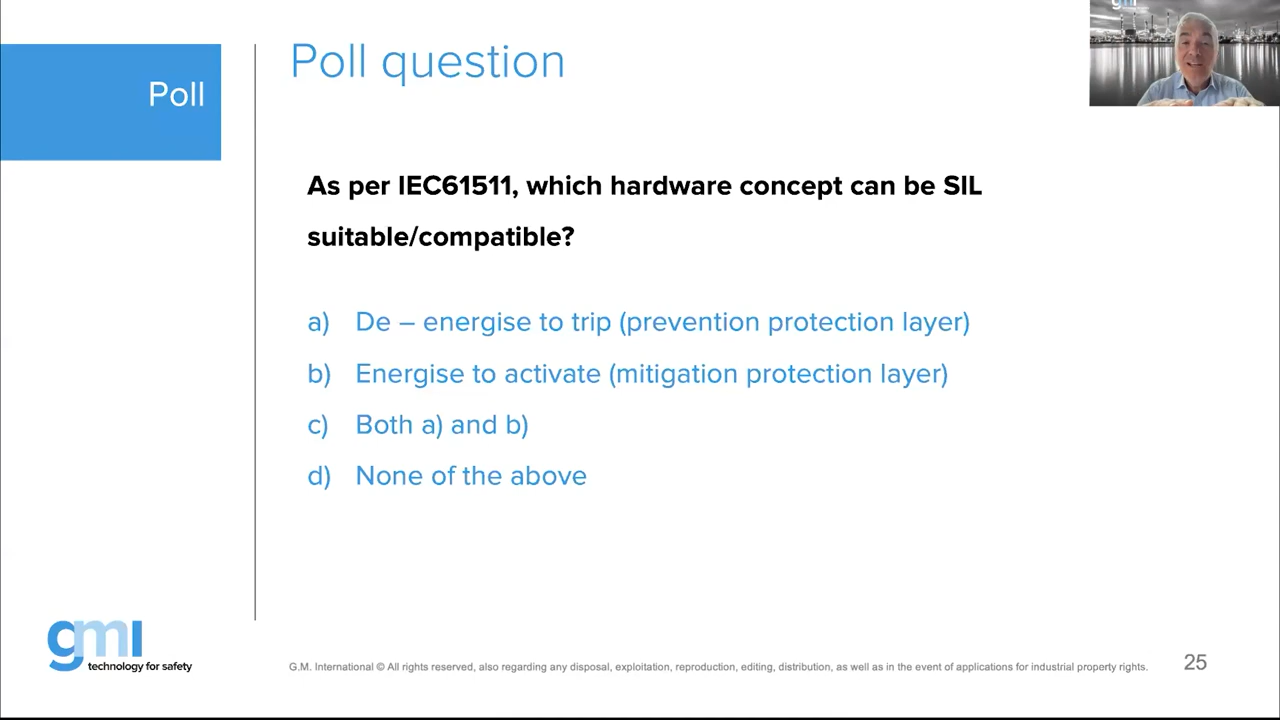 gmi
Poll question
Poll
As per IEC61511, which hardware concept can be SIL
suitable/compatible?
a) De – energise to trip (prevention protection layer)
b) Energise to activate (mitigation protection layer)
c) Both a) and b)
d) None of the above
gmi
technology for safety
G.M. International © All rights reserved, also regarding any disposal, exploitation, reproduction, editing, distribution, as well as in the event of applications for industrial property rights.
25